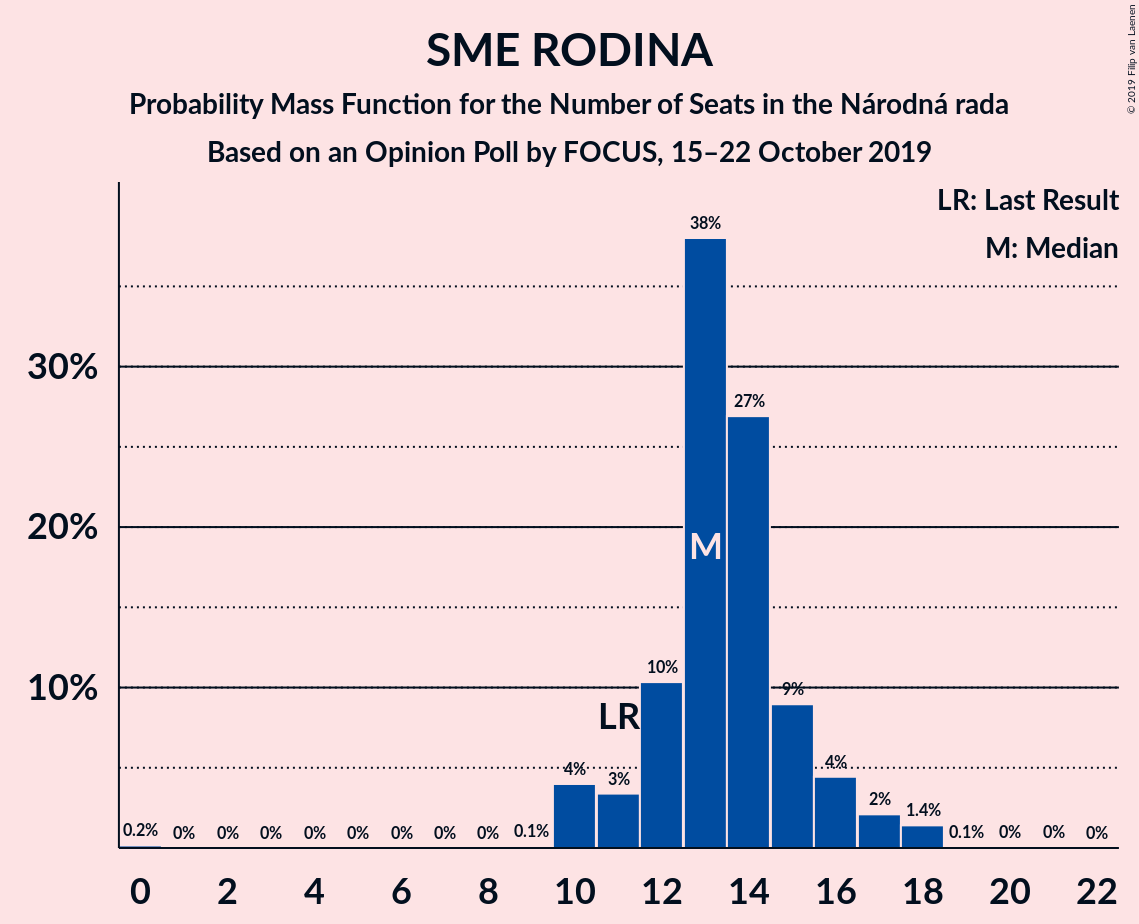 SME RODINA
Probability Mass Function for the Number of Seats in the Národná rada
Based on an Opinion Poll by FOCUS, 15–22 October 2019
© 2019 Filip van Laenen
LR: Last Result
M: Median
38%
30%
27%
20%
M
10%
10%
9%
LR
4%
3%
4%
2%
1.4%
0.2% 0% 0% 0% 0% 0% 0% 0% 0% 0.1% 0.1% 0% 0% 0%
0 2 4 6 8 10 12 14 16 18 20 22